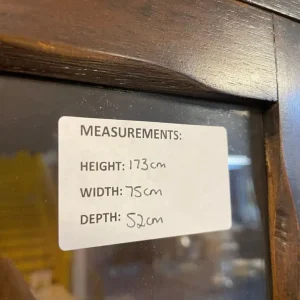 MEASUREMENTS:
HEIGHT: 173cm
WIDTH: 75cm
DEPTH: 52cm